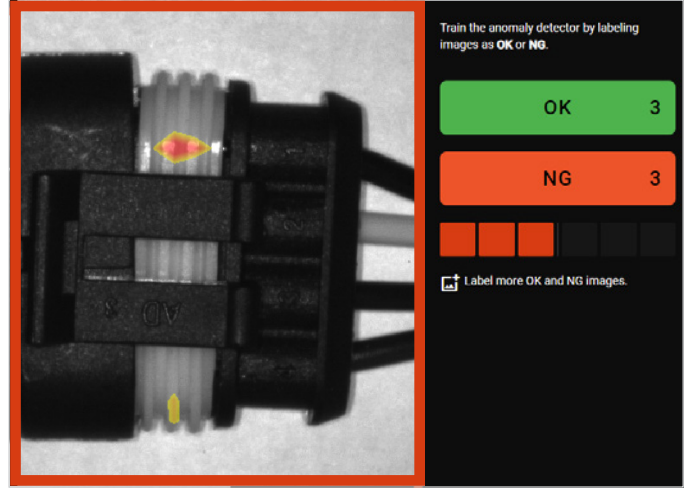 Train the anomaly detector by labeling
images as OK or NG.
OK 3
NG 3
Label more OK and NG images.
AD